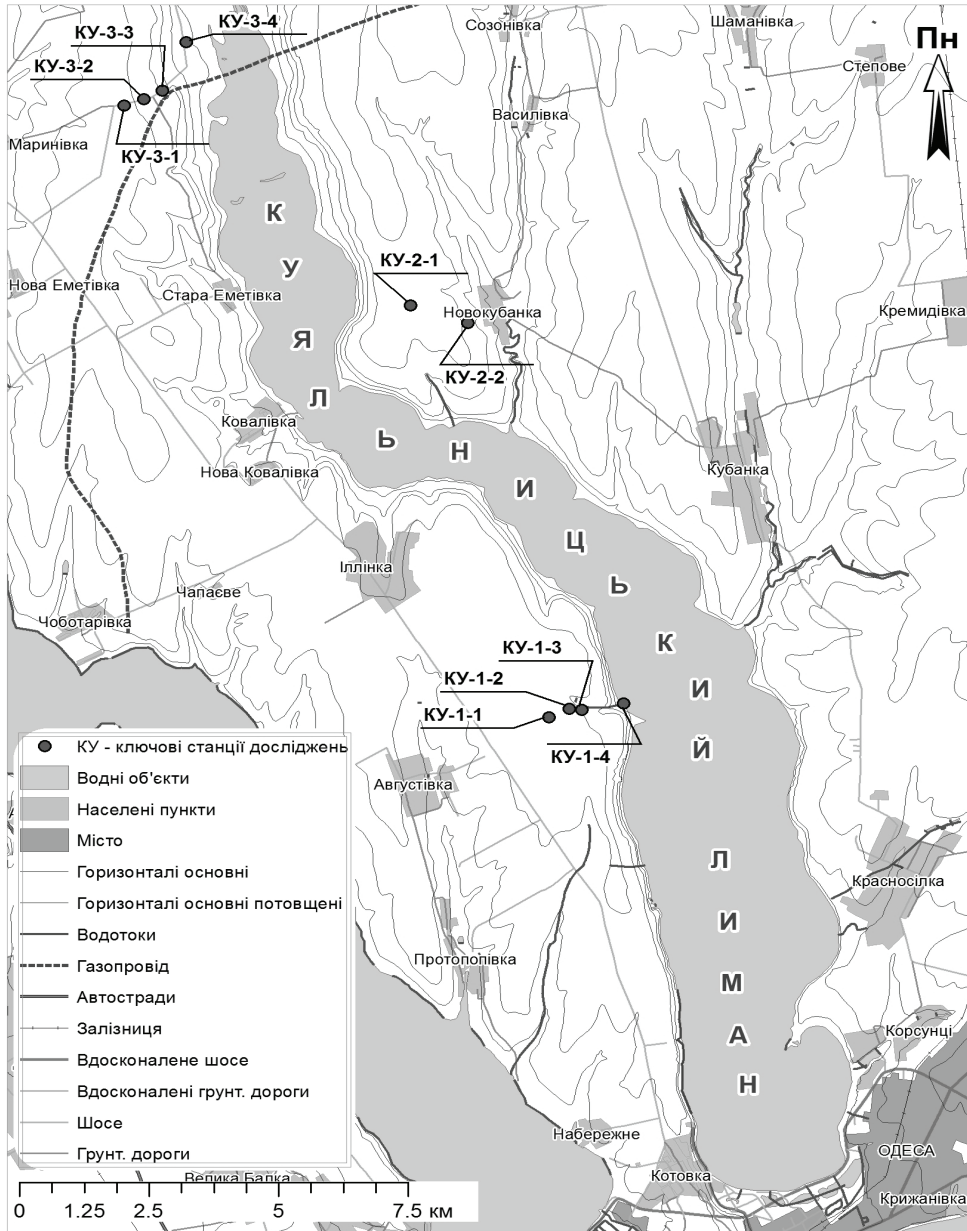 КУ-3-4
Созонівка
Шаманівка
Пн
КУ-3-3
КУ-3-2
Степове
Василівка
Маринівка
КУ-3-1
КУЯЛЬНИЦЬКИЙ ЛИМАН
КУ-2-1
Нова Еметівка
Стара Еметівка
Новокубанка
Кремидівка
КУ-2-2
Ковалівка
Нова Ковалівка
Кубанка
Іллінка
Чапаєве
Чоботарівка
КУ-1-3
КУ-1-2
КУ-1-1
КУ-1-4
Августівка
КУ - ключові станції досліджень
Водні об'єкти
Населені пункти
Місто
Горизонталі основні
Горизонталі основні потовщені
Водотоки
Газопровід
Автостради
Залізниця
Вдосконалене шосе
Вдосконалені грунт. дороги
Шосе
Грунт. дороги
Красносілка
Протопопівка
Корсунці
Набережне
ОДЕСА
Котовка
Крижанівка
Велика Балка
0 1.25 2.5 5 7.5 км